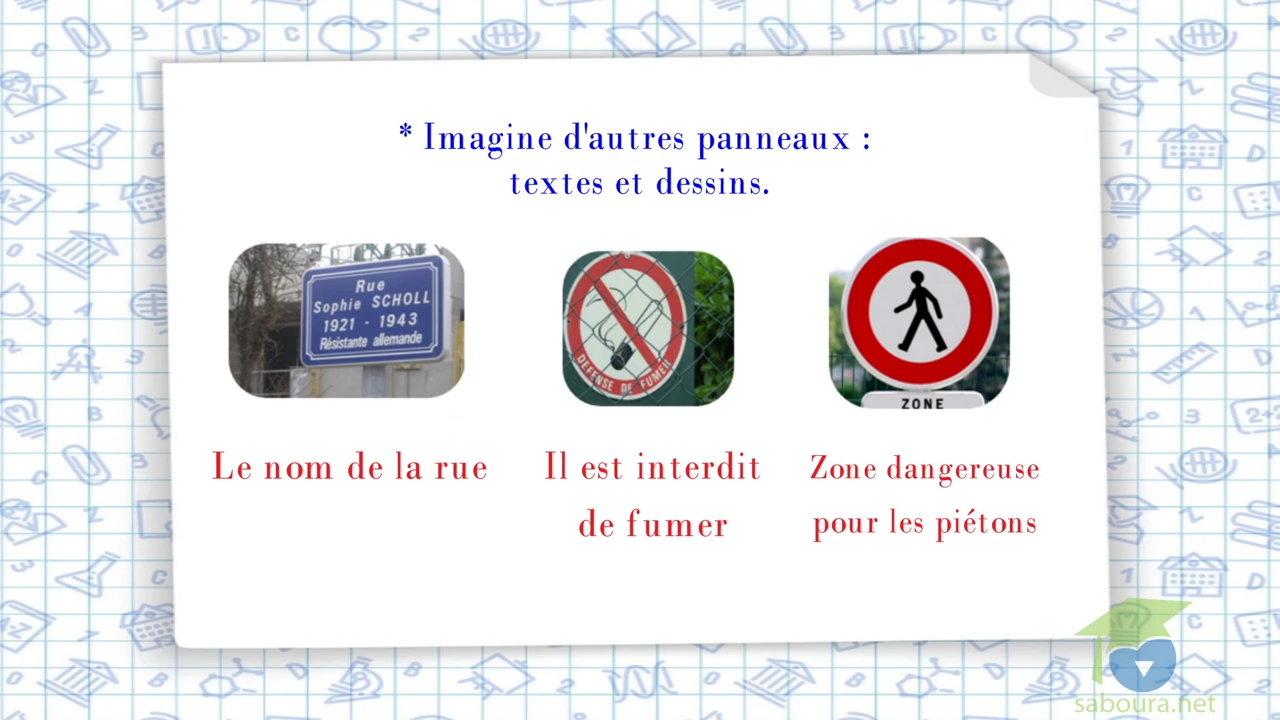 * Imagine d'autres panneaux :
textes et dessins.
Rue
Sophie SCHOLL
1921 - 1943
Résistante allemande
DEFENSE DE FUMER
ZONE
Le nom de la rue
Il est interdit
de fumer
Zone dangereuse
pour les piétons
saboura.net